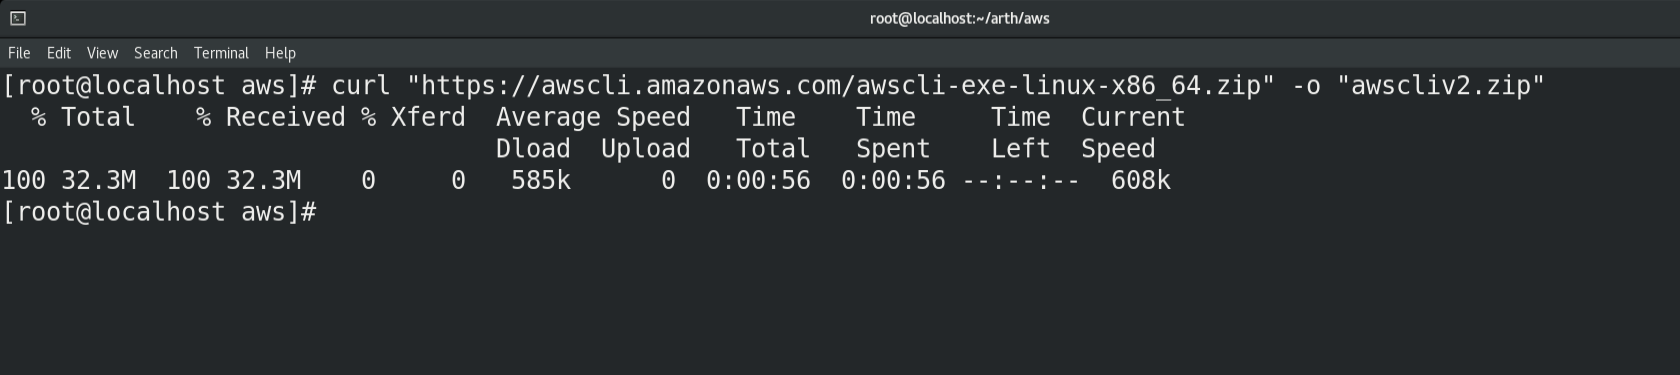 root@localhost:~/arth/aws
File Edit View Search Terminal Help
[root@localhost aws]# curl "https://awscli.amazonaws.com/awscli-exe-linux-x86_64.zip" -o "awscliv2.zip"
  % Total    % Received % Xferd  Average Speed   Time    Time     Time  Current
                                 Dload  Upload   Total   Spent    Left  Speed
100 32.3M  100 32.3M    0     0   585k      0  0:00:56  0:00:56 --:--:--  608k
[root@localhost aws]#